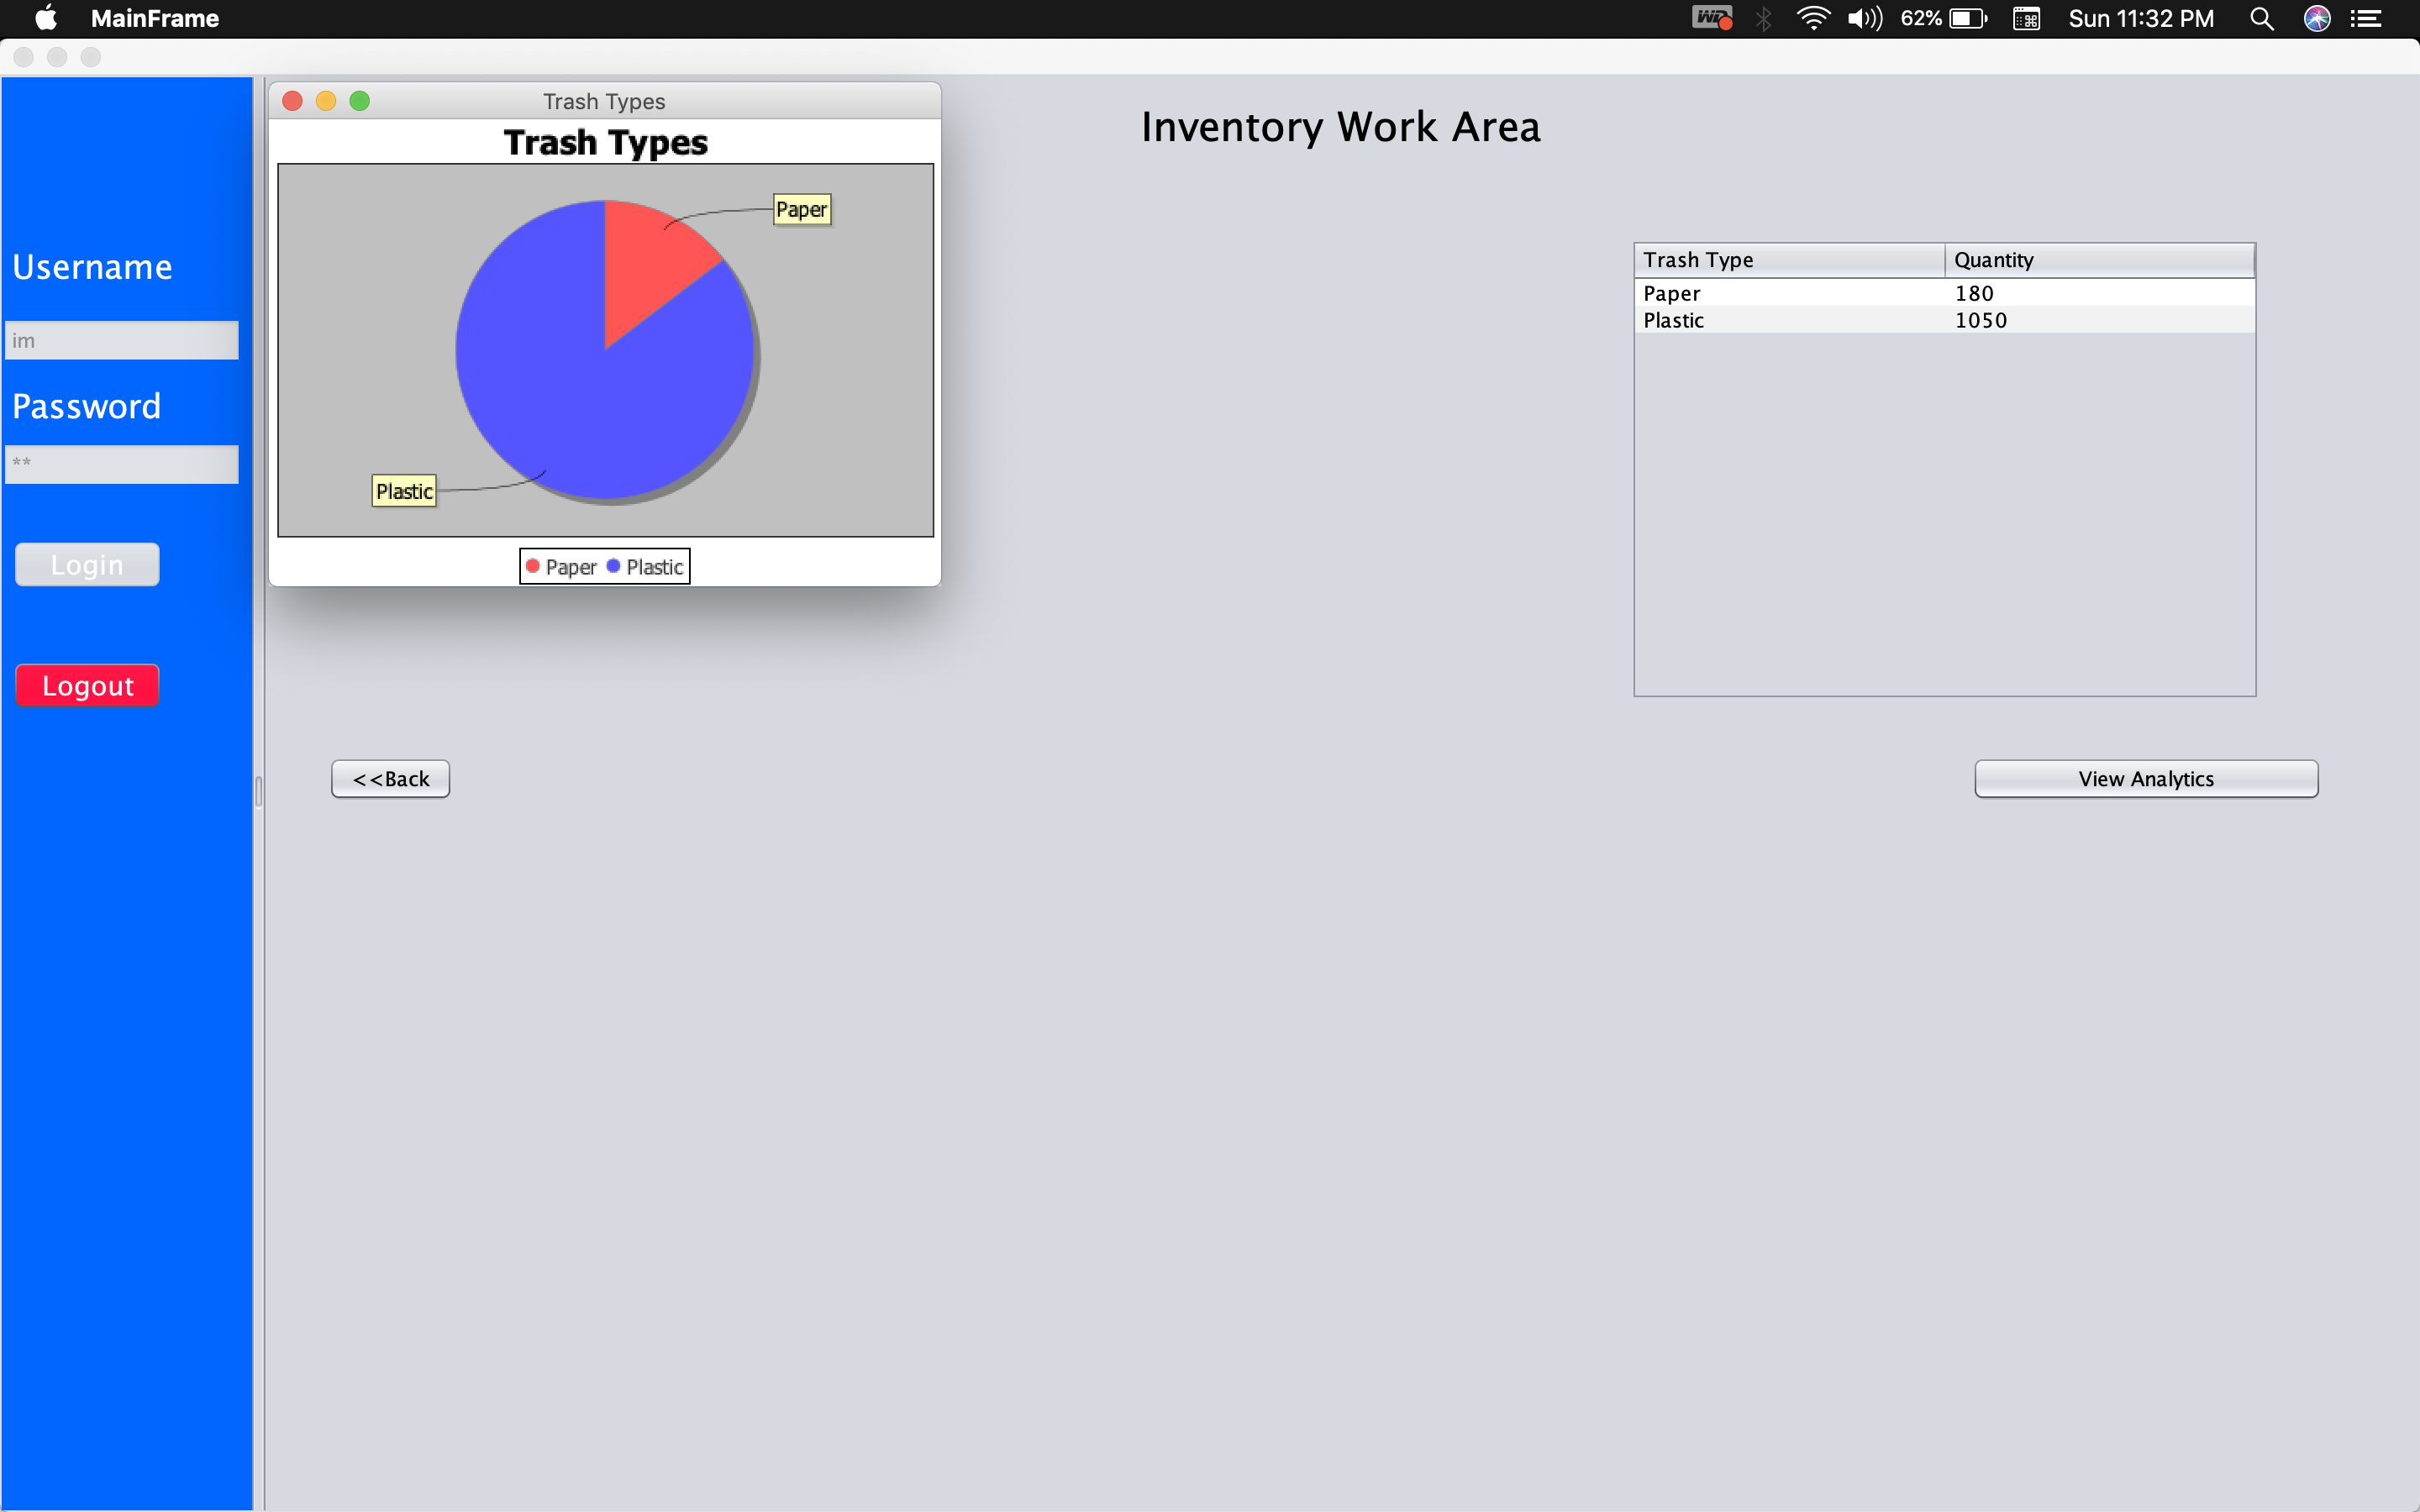 MainFrame
WD
62%
Sun 11:32 PM
Username
im
Password
**
Login
Logout
Trash Types
Trash Types
Paper
Plastic
Paper Plastic
Inventory Work Area
Trash Type Quantity
Paper 180
Plastic 1050
<<Back
View Analytics